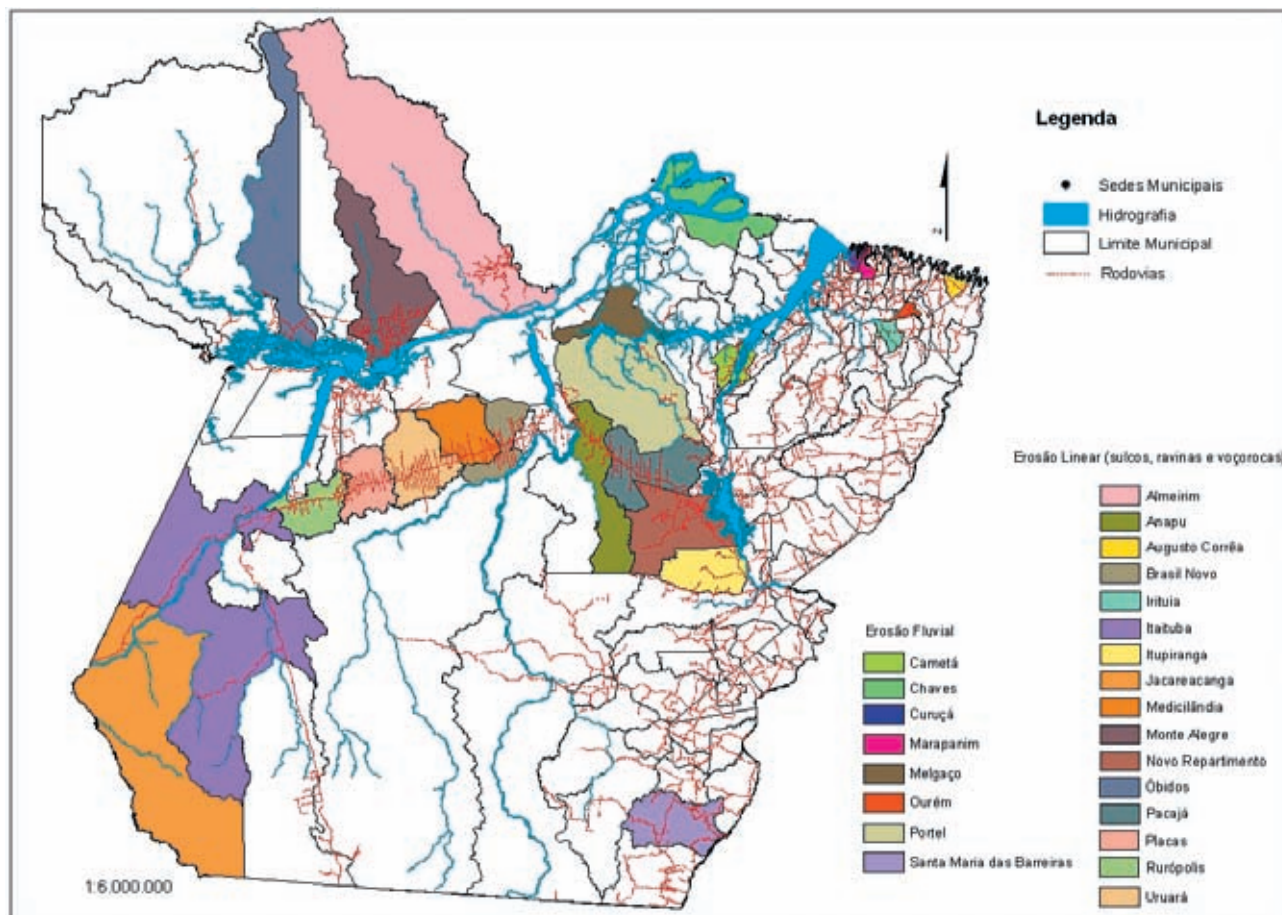 Legenda
Sedes Municipais
Hidrografia
Limite Municipal
Rodovias
Erosão Linear (sulcos, ravinas e voçorocas)
Almeirim
Anapu
Augusto Corrêa
Brasil Novo
Irituia
Itaituba
Itupiranga
Jacareacanga
Medicilândia
Monte Alegre
Novo Repartimento
Óbidos
Pacajá
Placas
Rurópolis
Uruará
Erosão Fluvial
Cametá
Chaves
Curuçá
Marapanim
Melgaço
Ourém
Portel
Santa Maria das Barreiras
1:6.000.000